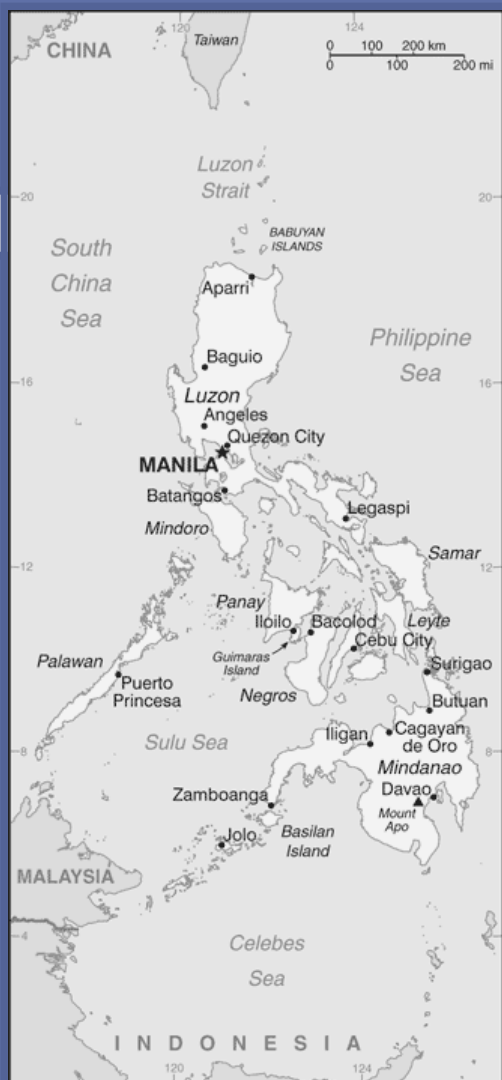 120
124
CHINA
Taiwan
0 100 200 km
0 100 200 mi
Luzon
Strait
20
20
BABUYAN
ISLANDS
South
China
Sea
Aparri
Philippine
Sea
Baguio
16
16
Luzon
Angeles
Quezon City
MANILA
Batangos
Legaspi
Mindoro
Samar
12
12
Panay
Iloilo
Bacolod
Leyte
Cebu City
Guimaras
Island
Palawan
Surigao
Puerto
Princesa
Negros
Butuan
Iligan
Cagayan
de Oro
Sulu Sea
8
8
Mindanao
Davao
Zamboanga
Mount
Apo
Jolo
Basilan
Island
MALAYSIA
4
4
Celebes
Sea
INDONESIA
120
124